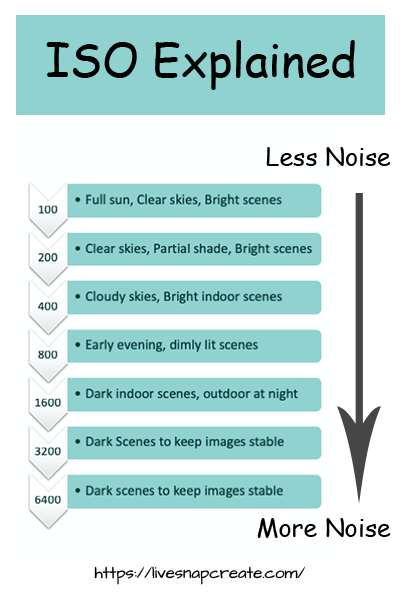 ISO Explained
Less Noise
100 • Full sun, Clear skies, Bright scenes
200 • Clear skies, Partial shade, Bright scenes
400 • Cloudy skies, Bright indoor scenes
800 • Early evening, dimly lit scenes
1600 • Dark indoor scenes, outdoor at night
3200 • Dark Scenes to keep images stable
6400 • Dark scenes to keep images stable
More Noise
https://livesnapcreate.com/